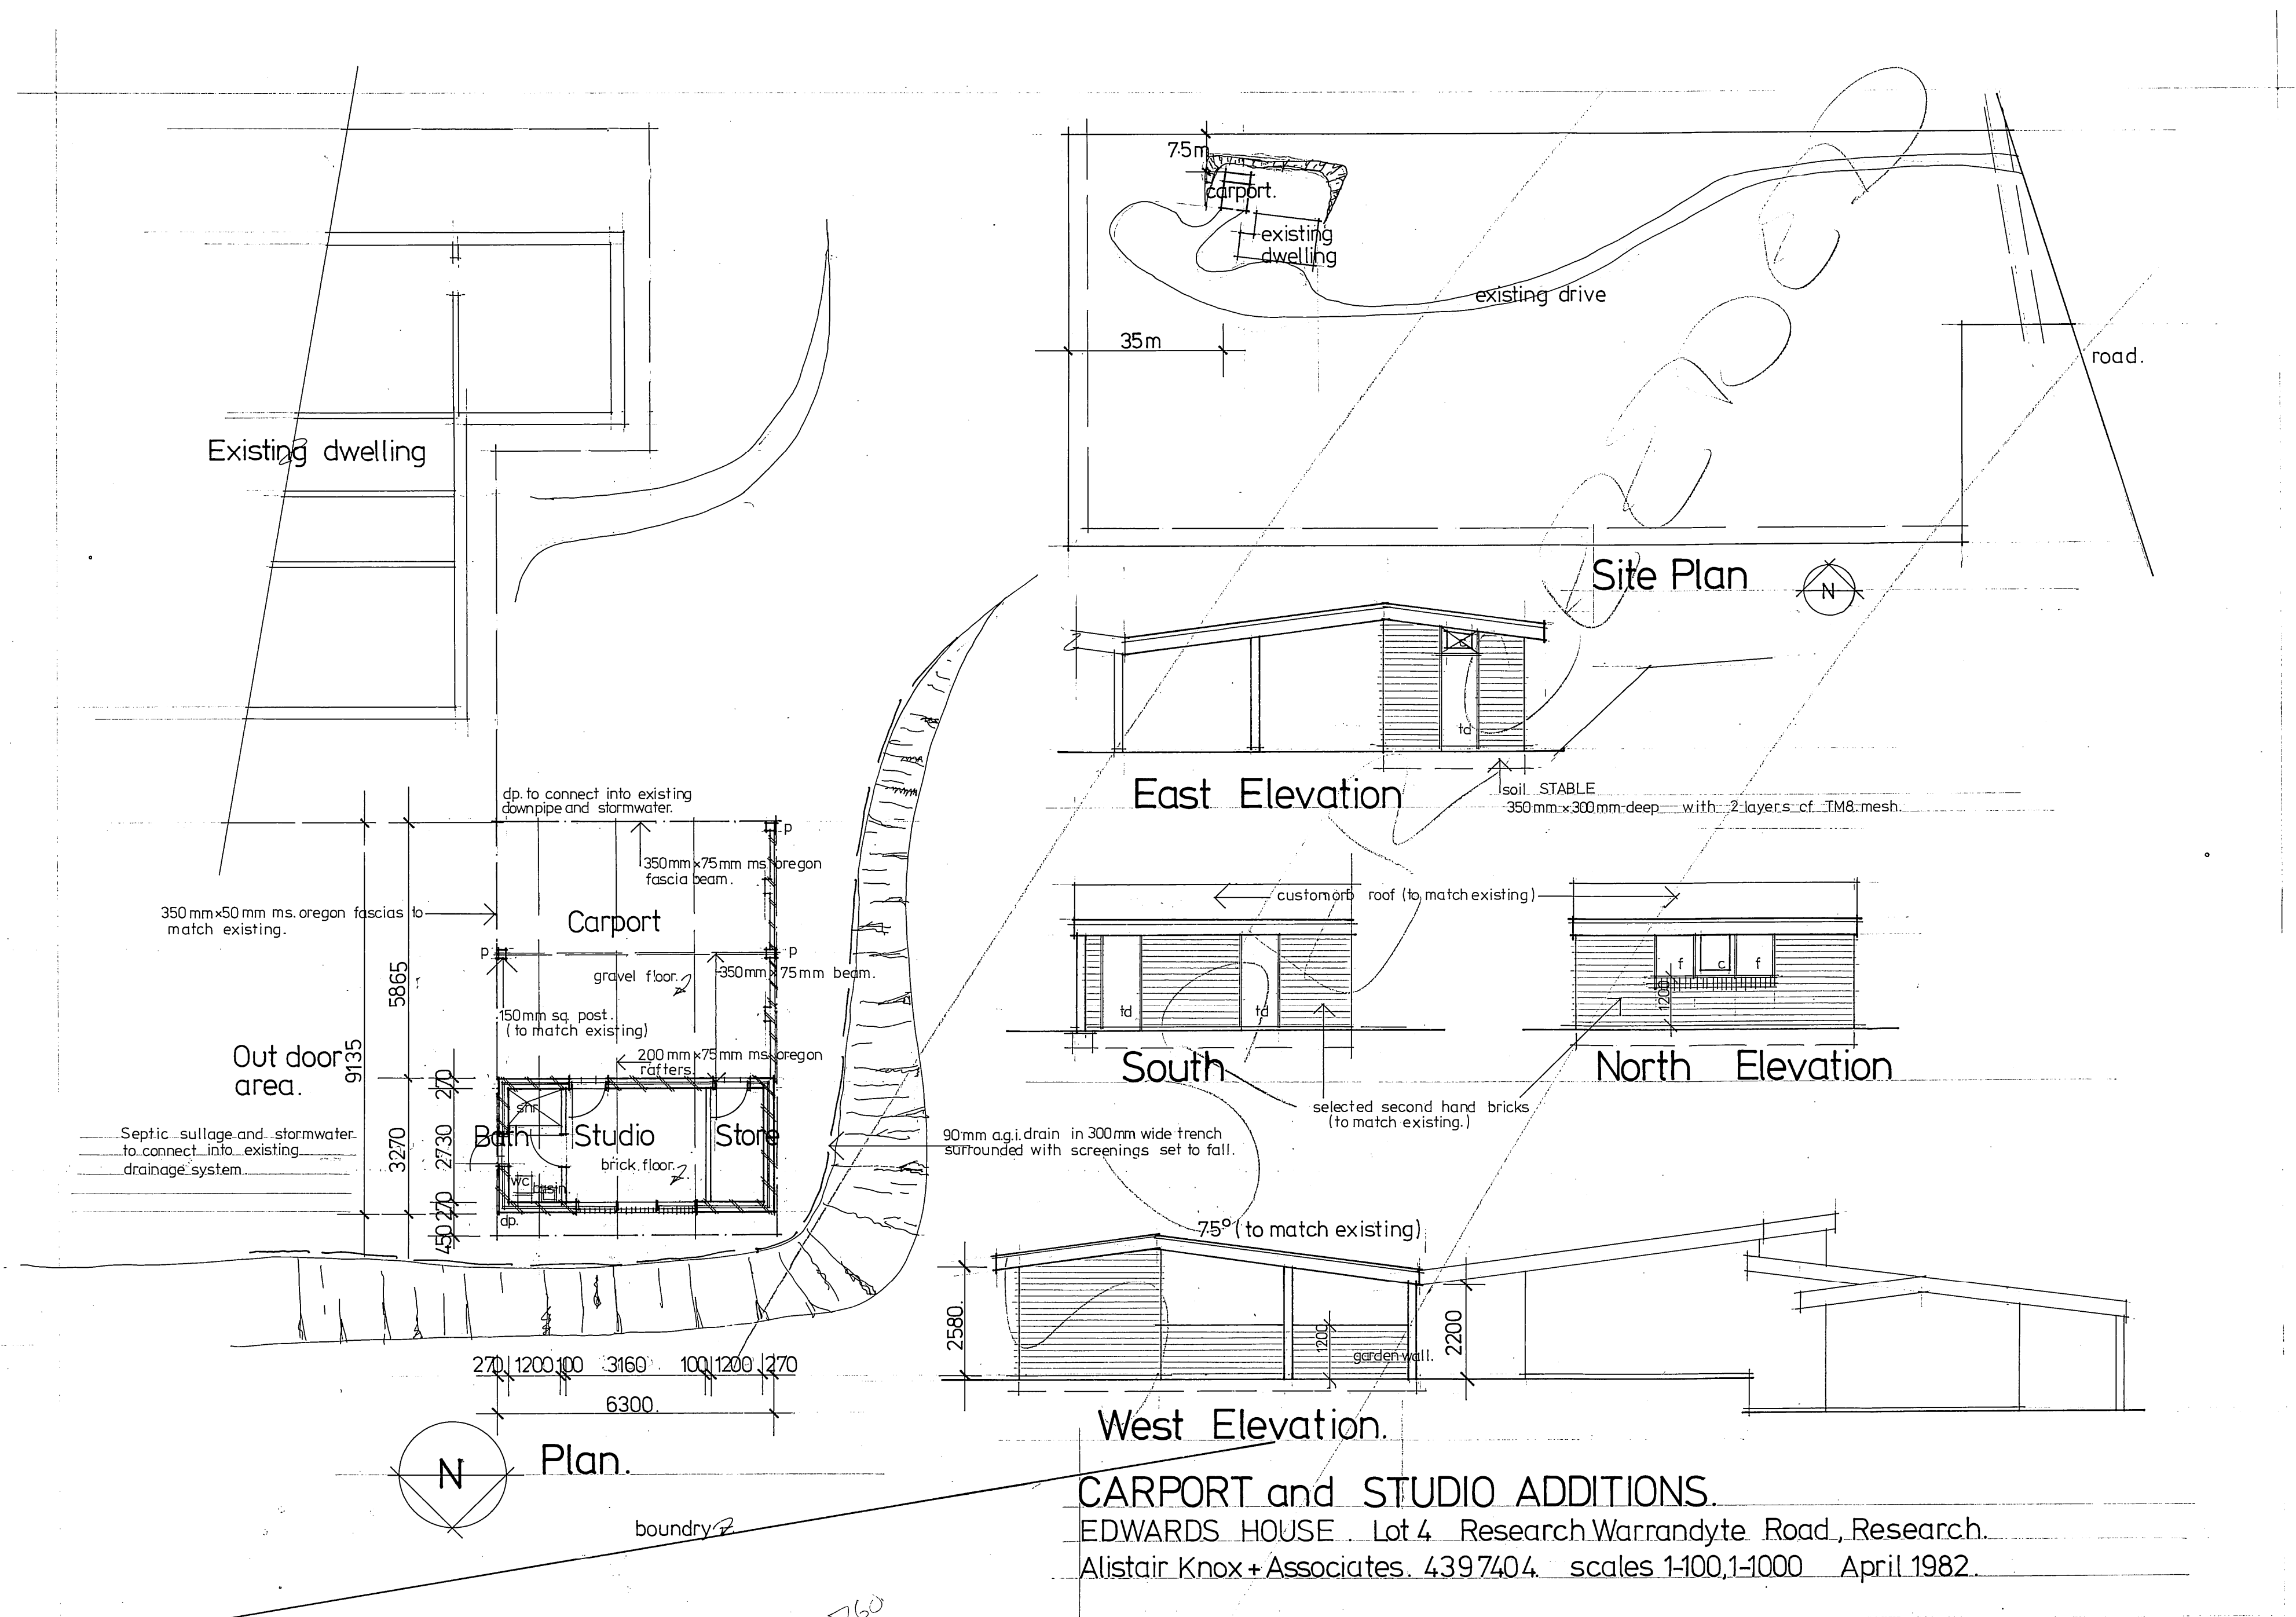 7.5m
carport.
existing
dwelling
existing drive
35m
road.
Site Plan
N
Existing dwelling
td
East Elevation
soil STABLE
350mm x 300mm deep with 2 layers of TM8 mesh.
dp. to connect into existing
downpipe and stormwater.
p
350mm x 75mm ms. oregon
fascia beam.
350mm x 50mm ms. oregon fascias to
match existing.
Carport
p
p
gravel floor.
350mm x 75mm beam.
150mm sq. post.
(to match existing)
200mm x 75mm ms. oregon
rafters.
Out door
area.
9135
5865
3270
270
2730
270
450
shr
Bath
Studio
Store
brick floor.
wc
basin
dp.
Septic sullage and stormwater
to connect into existing
drainage system.
90mm a.g.i. drain in 300mm wide trench
surrounded with screenings set to fall.
270
1200
100
3160
100
1200
270
6300.
N
Plan.
boundry
customorb roof (to match existing)
td
td
South
f
c
f
1200
North Elevation
selected second hand bricks
(to match existing.)
7.5° (to match existing)
2580.
1200
garden wall.
2200
West Elevation.
CARPORT and STUDIO ADDITIONS.
EDWARDS HOUSE. Lot 4 Research Warrandyte Road, Research.
Alistair Knox + Associates. 4397404. scales 1-100, 1-1000 April 1982.
760